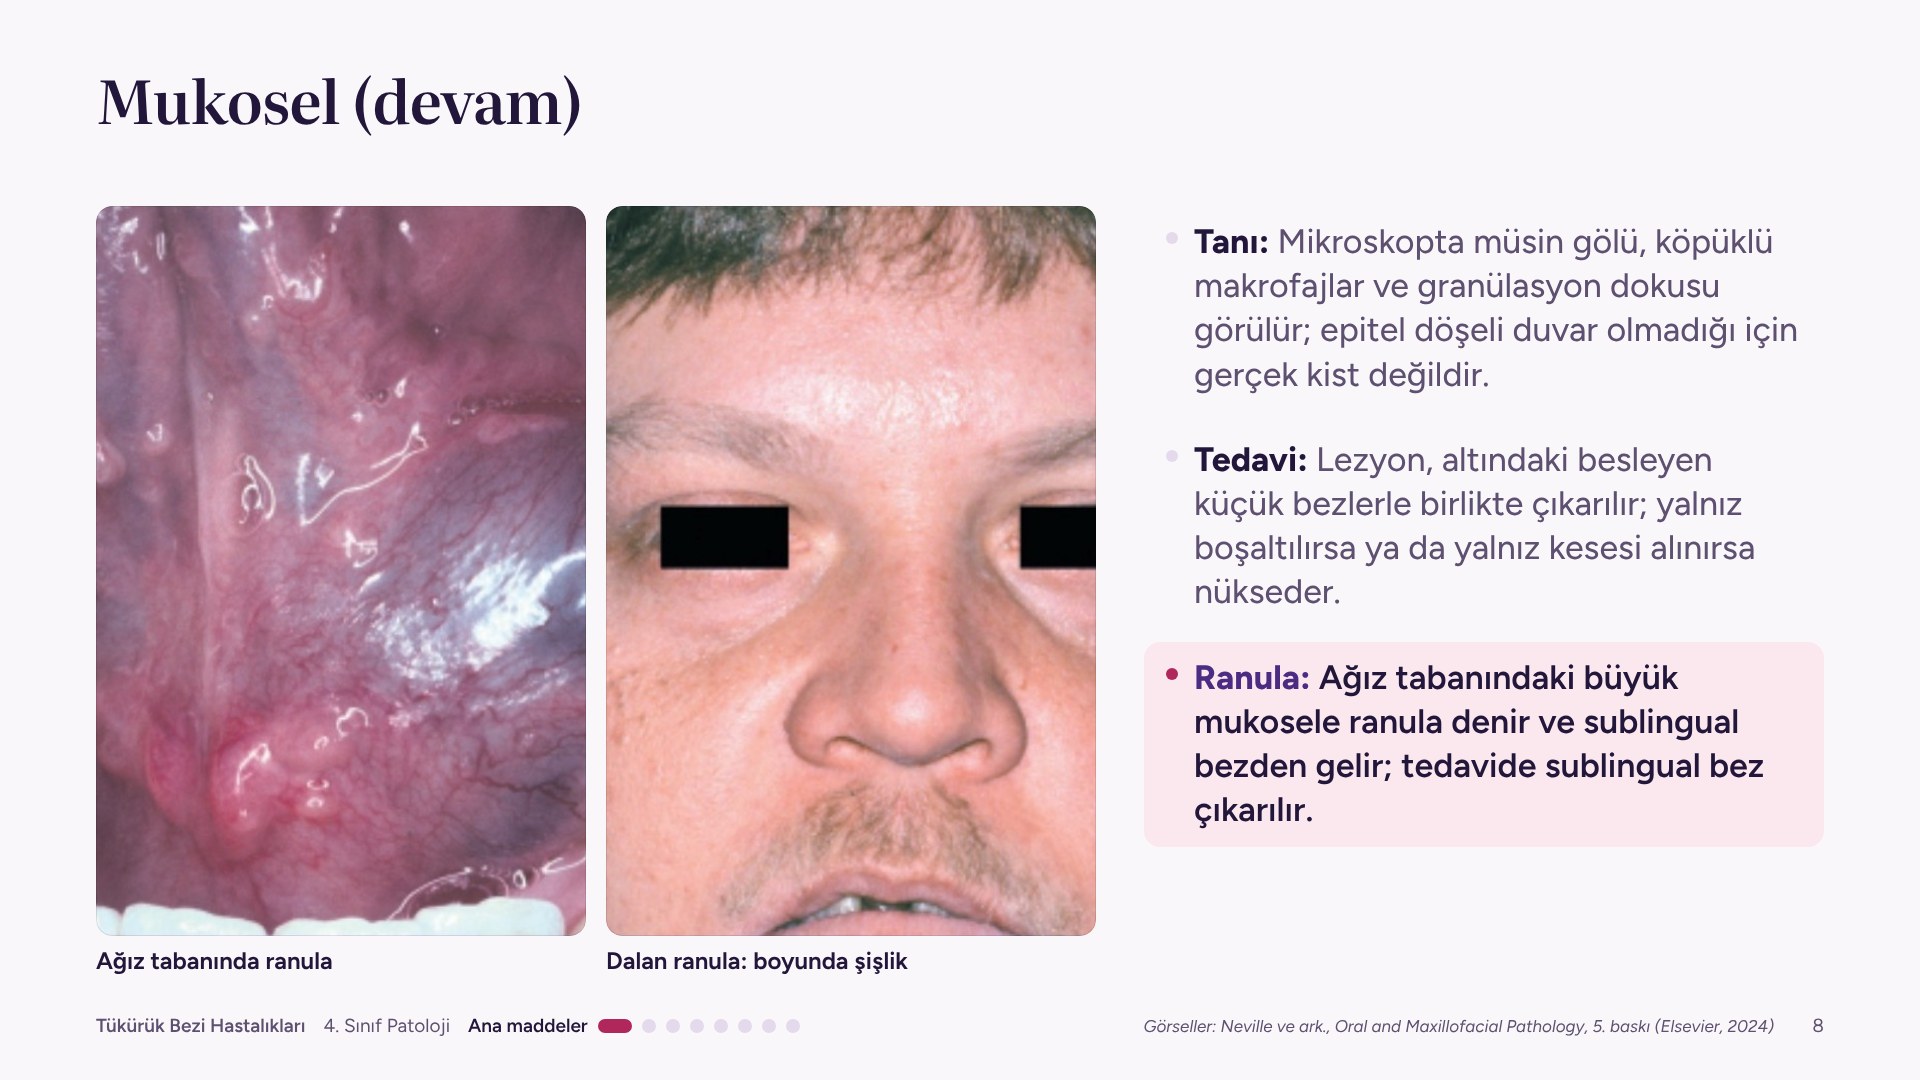 Mukosel (devam)
Tanı: Mikroskopta müsin gölü, köpüklü
makrofajlar ve granülasyon dokusu
görülür; epitel döşeli duvar olmadığı için
gerçek kist değildir.
Tedavi: Lezyon, altındaki besleyen
küçük bezlerle birlikte çıkarılır; yalnız
boşaltılırsa ya da yalnız kesesi alınırsa
nükseder.
Ranula: Ağız tabanındaki büyük
mukosele ranula denir ve sublingual
bezden gelir; tedavide sublingual bez
çıkarılır.
Ağız tabanında ranula
Dalan ranula: boyunda şişlik
Tükürük Bezi Hastalıkları 4. Sınıf Patoloji Ana maddeler
Görseller: Neville ve ark., Oral and Maxillofacial Pathology, 5. baskı (Elsevier, 2024) 8